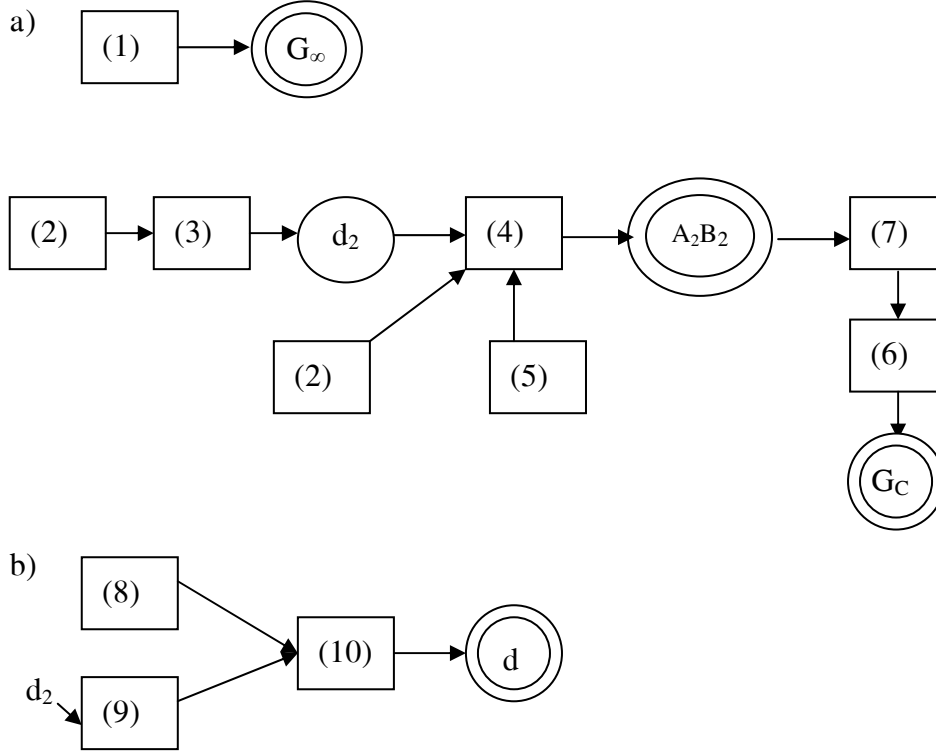 a)
(1) G∞
(2) (3) d₂ (4) A₂B₂ (7)
(2) (5) (6)
G_C
b)
(8)
(10) d
d₂ (9)